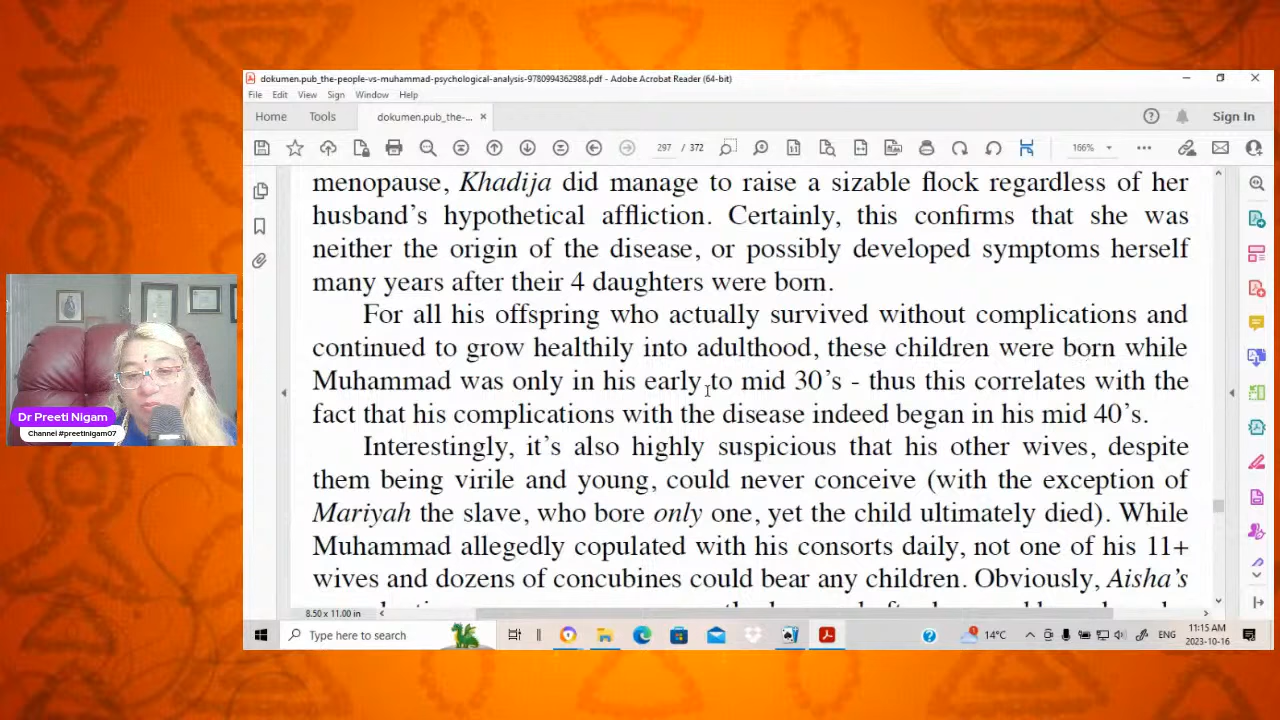 dokumen.pub_the-people-vs-muhammad-psychological-analysis-9780994362988.pdf - Adobe Acrobat Reader (64-bit)
File Edit View Sign Window Help
Home Tools dokumen.pub_the-... × Sign In
297 / 372 166%
menopause, Khadija did manage to raise a sizable flock regardless of her
husband's hypothetical affliction. Certainly, this confirms that she was
neither the origin of the disease, or possibly developed symptoms herself
many years after their 4 daughters were born.
For all his offspring who actually survived without complications and
continued to grow healthily into adulthood, these children were born while
Muhammad was only in his early to mid 30's - thus this correlates with the
fact that his complications with the disease indeed began in his mid 40's.
Interestingly, it's also highly suspicious that his other wives, despite
them being virile and young, could never conceive (with the exception of
Mariyah the slave, who bore only one, yet the child ultimately died). While
Muhammad allegedly copulated with his consorts daily, not one of his 11+
wives and dozens of concubines could bear any children. Obviously, Aisha's
8.50 x 11.00 in
Dr Preeti Nigam
Channel #preetinigam07
Type here to search
14°C ENG 11:15 AM
2023-10-16